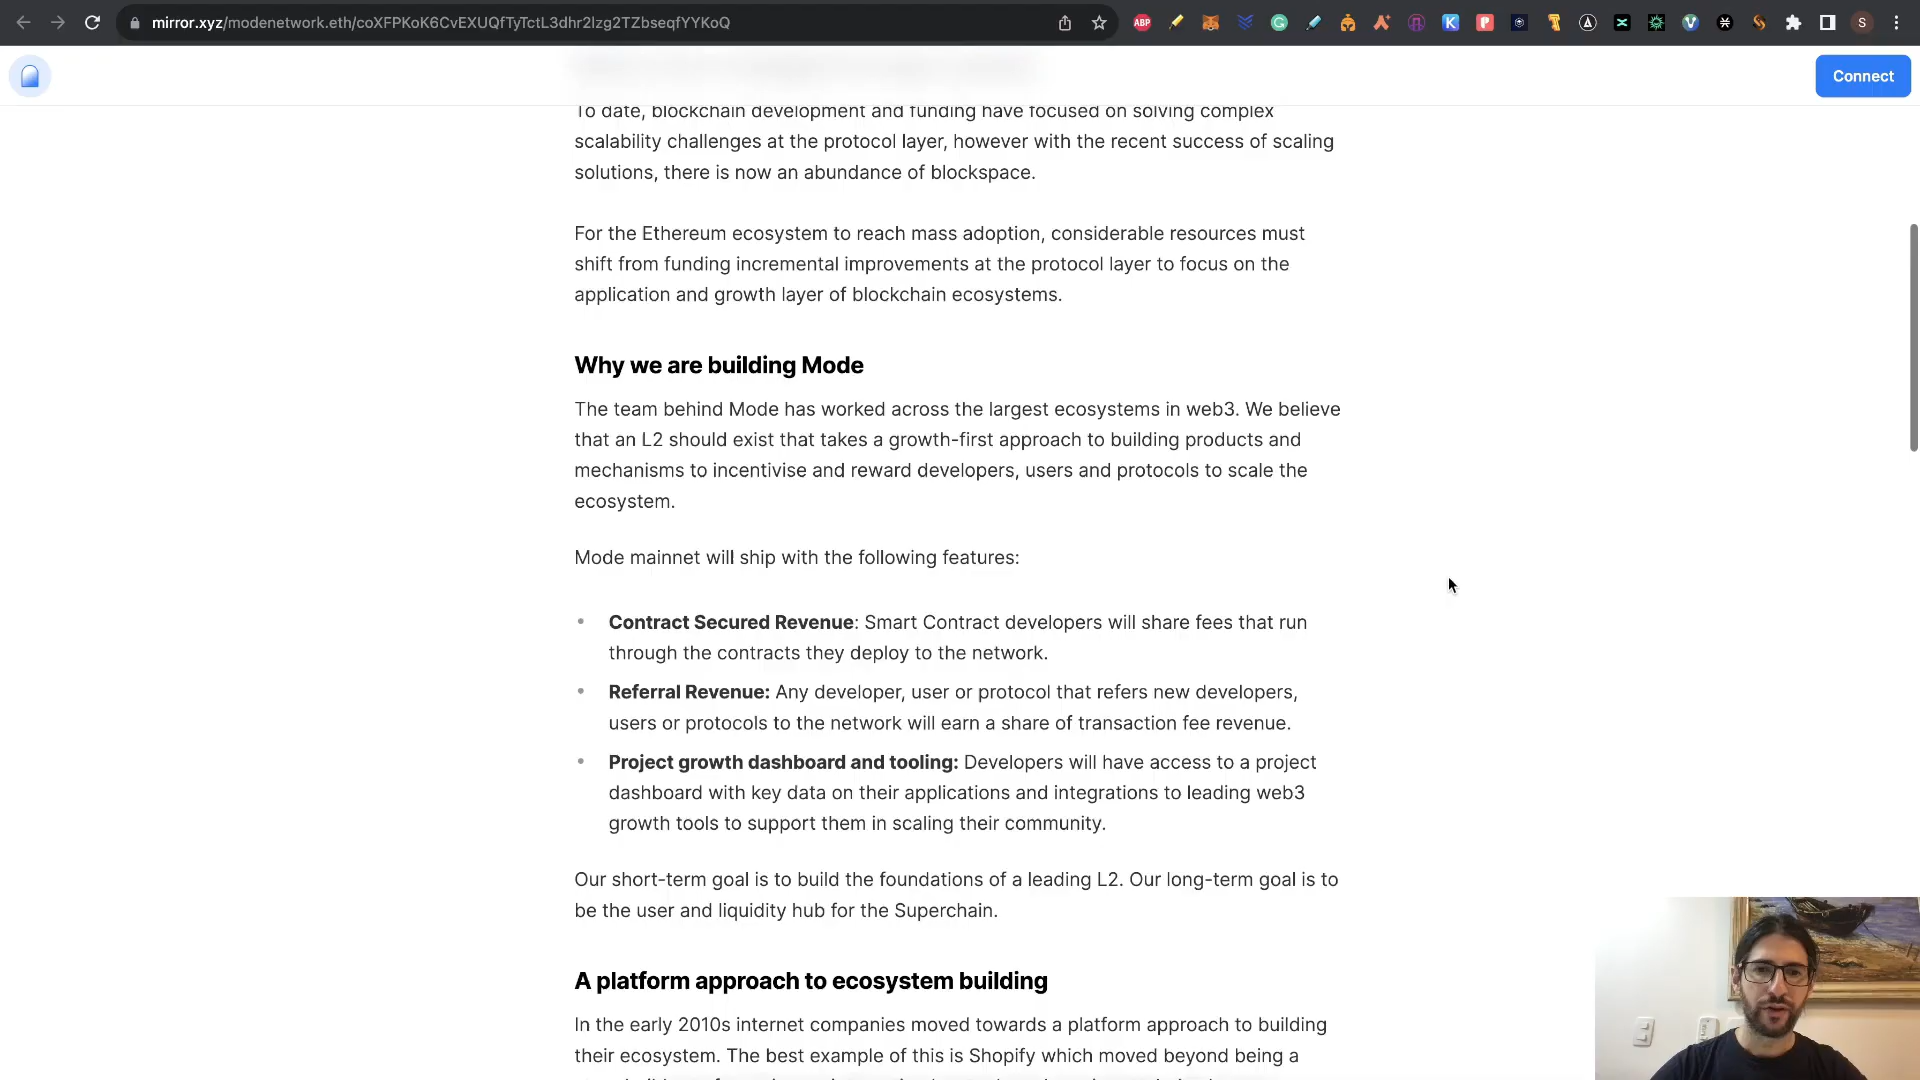 mirror.xyz/modenetwork.eth/coXFPKoK6CvEXUQfTyTctL3dhr2lzg2TZbseqfYYKoQ
ABP
S
Connect
To date, blockchain development and funding have focused on solving complex
scalability challenges at the protocol layer, however with the recent success of scaling
solutions, there is now an abundance of blockspace.
For the Ethereum ecosystem to reach mass adoption, considerable resources must
shift from funding incremental improvements at the protocol layer to focus on the
application and growth layer of blockchain ecosystems.
Why we are building Mode
The team behind Mode has worked across the largest ecosystems in web3. We believe
that an L2 should exist that takes a growth-first approach to building products and
mechanisms to incentivise and reward developers, users and protocols to scale the
ecosystem.
Mode mainnet will ship with the following features:
• Contract Secured Revenue: Smart Contract developers will share fees that run
through the contracts they deploy to the network.
• Referral Revenue: Any developer, user or protocol that refers new developers,
users or protocols to the network will earn a share of transaction fee revenue.
• Project growth dashboard and tooling: Developers will have access to a project
dashboard with key data on their applications and integrations to leading web3
growth tools to support them in scaling their community.
Our short-term goal is to build the foundations of a leading L2. Our long-term goal is to
be the user and liquidity hub for the Superchain.
A platform approach to ecosystem building
In the early 2010s internet companies moved towards a platform approach to building
their ecosystem. The best example of this is Shopify which moved beyond being a